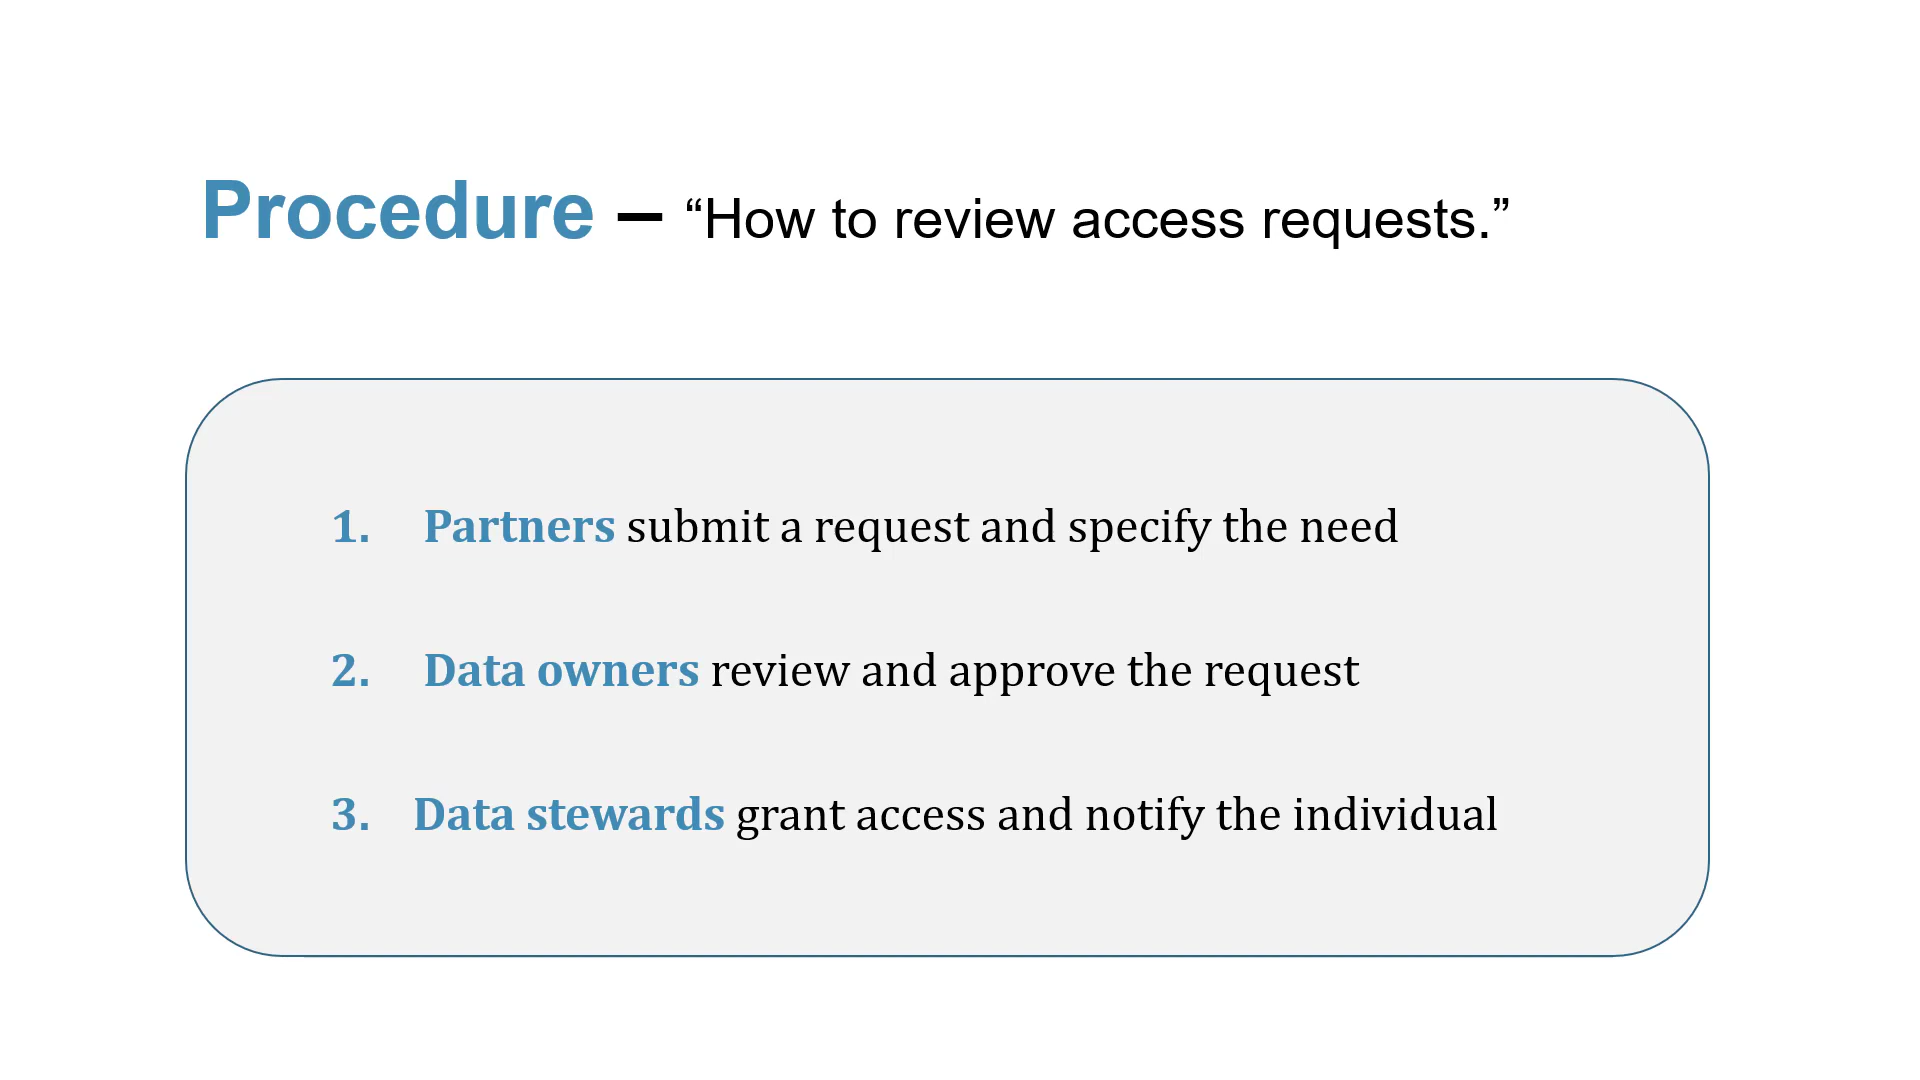 Procedure – “How to review access requests.”
1. Partners submit a request and specify the need
2. Data owners review and approve the request
3. Data stewards grant access and notify the individual